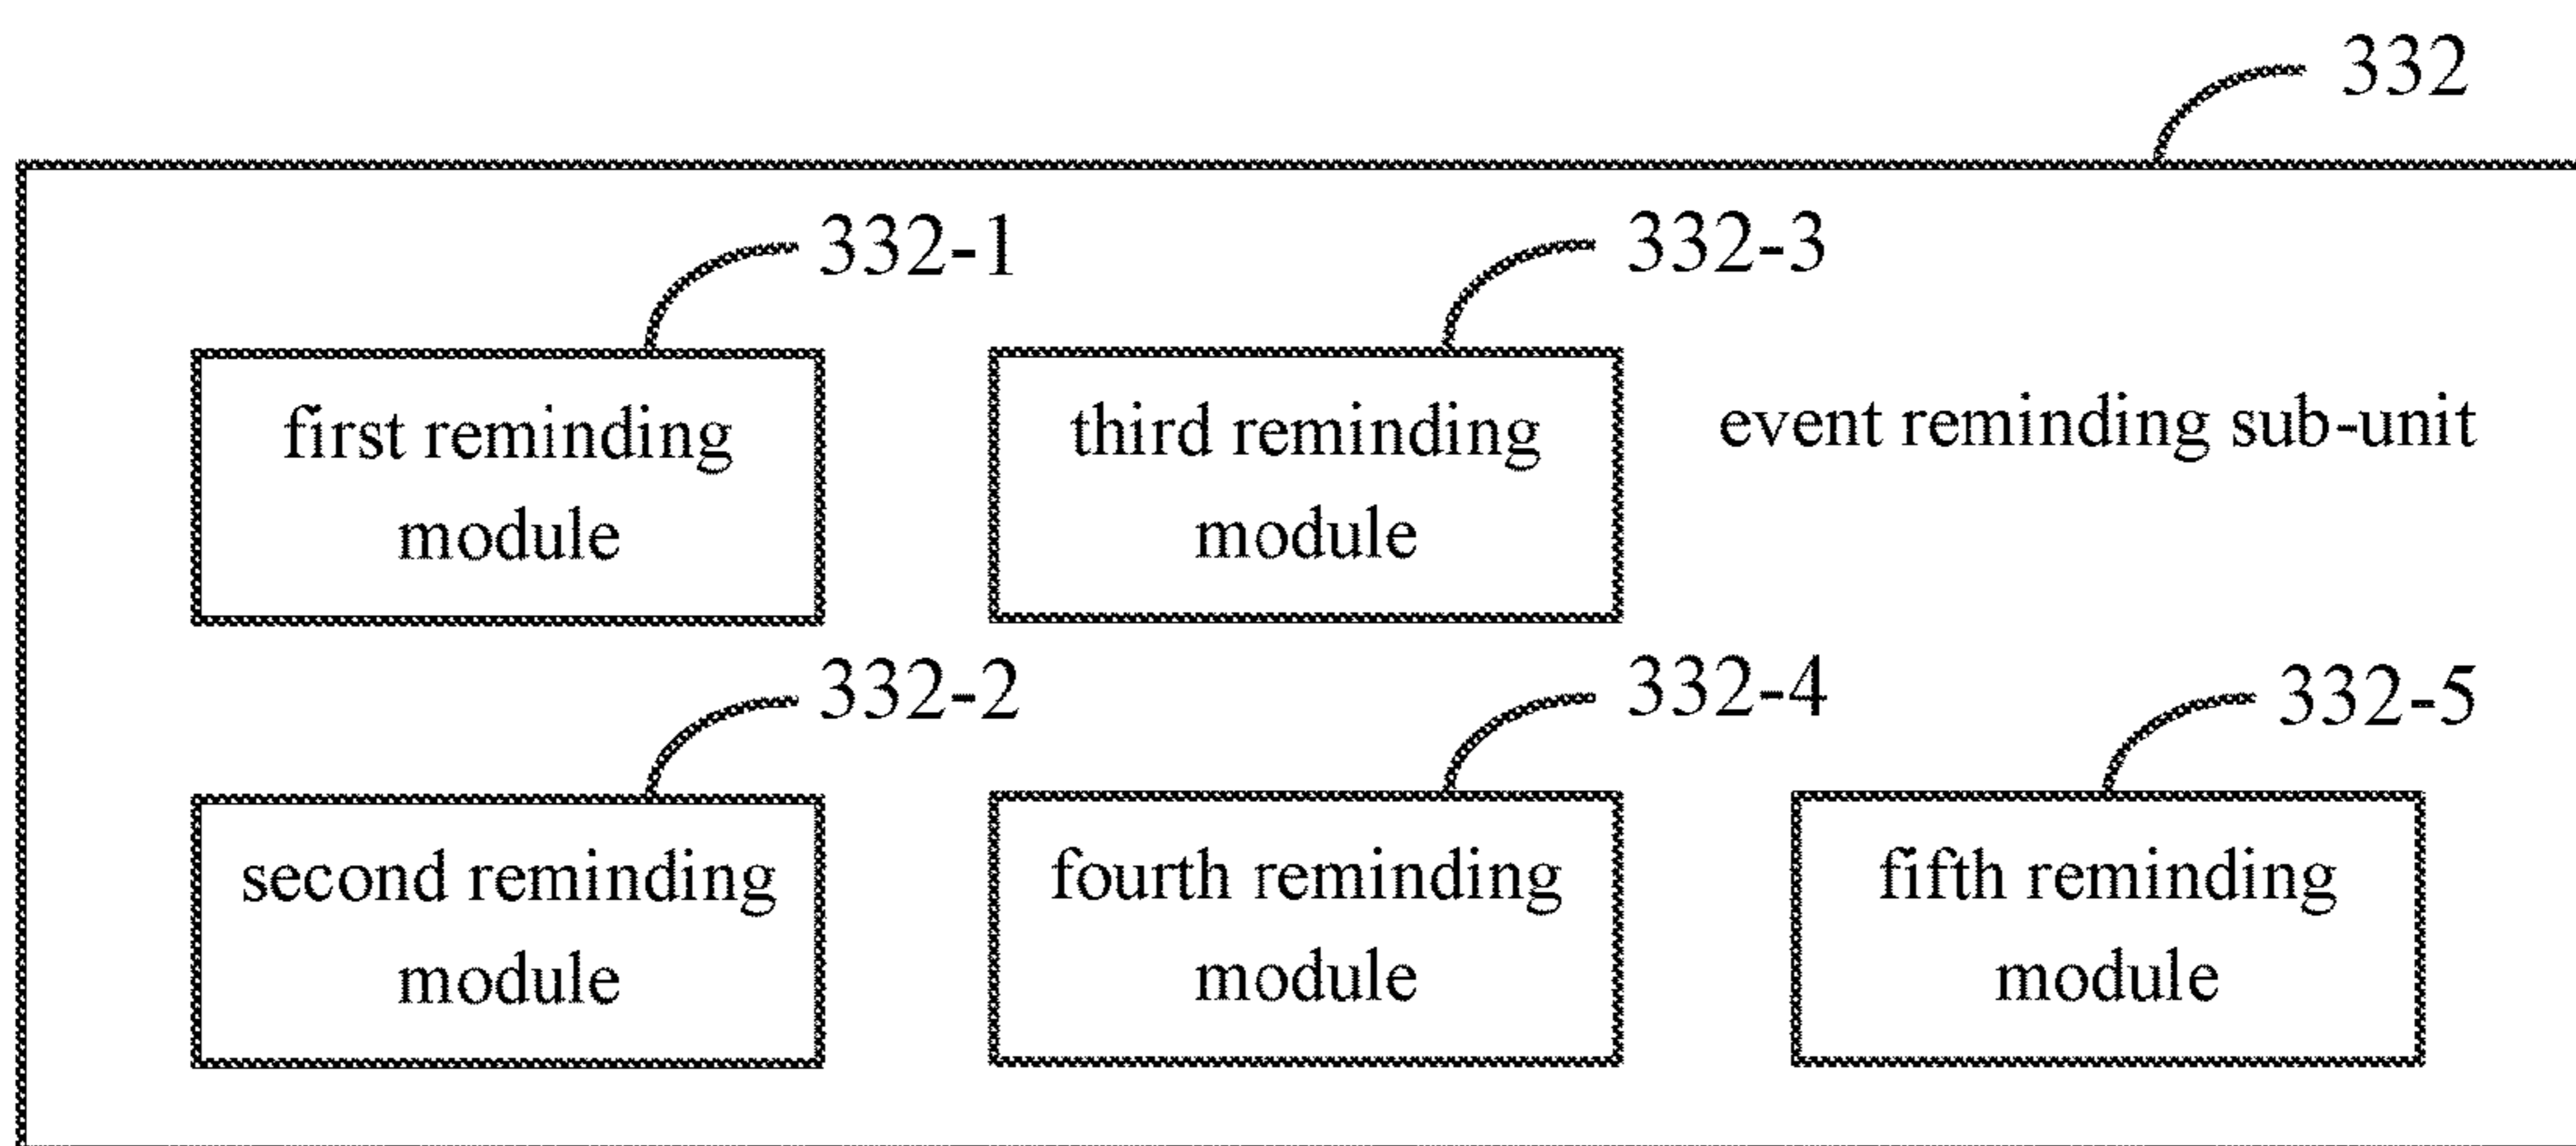 332
332-1
332-3
first reminding
module
third reminding
module
event reminding sub-unit
332-2
332-4
332-5
second reminding
module
fourth reminding
module
fifth reminding
module